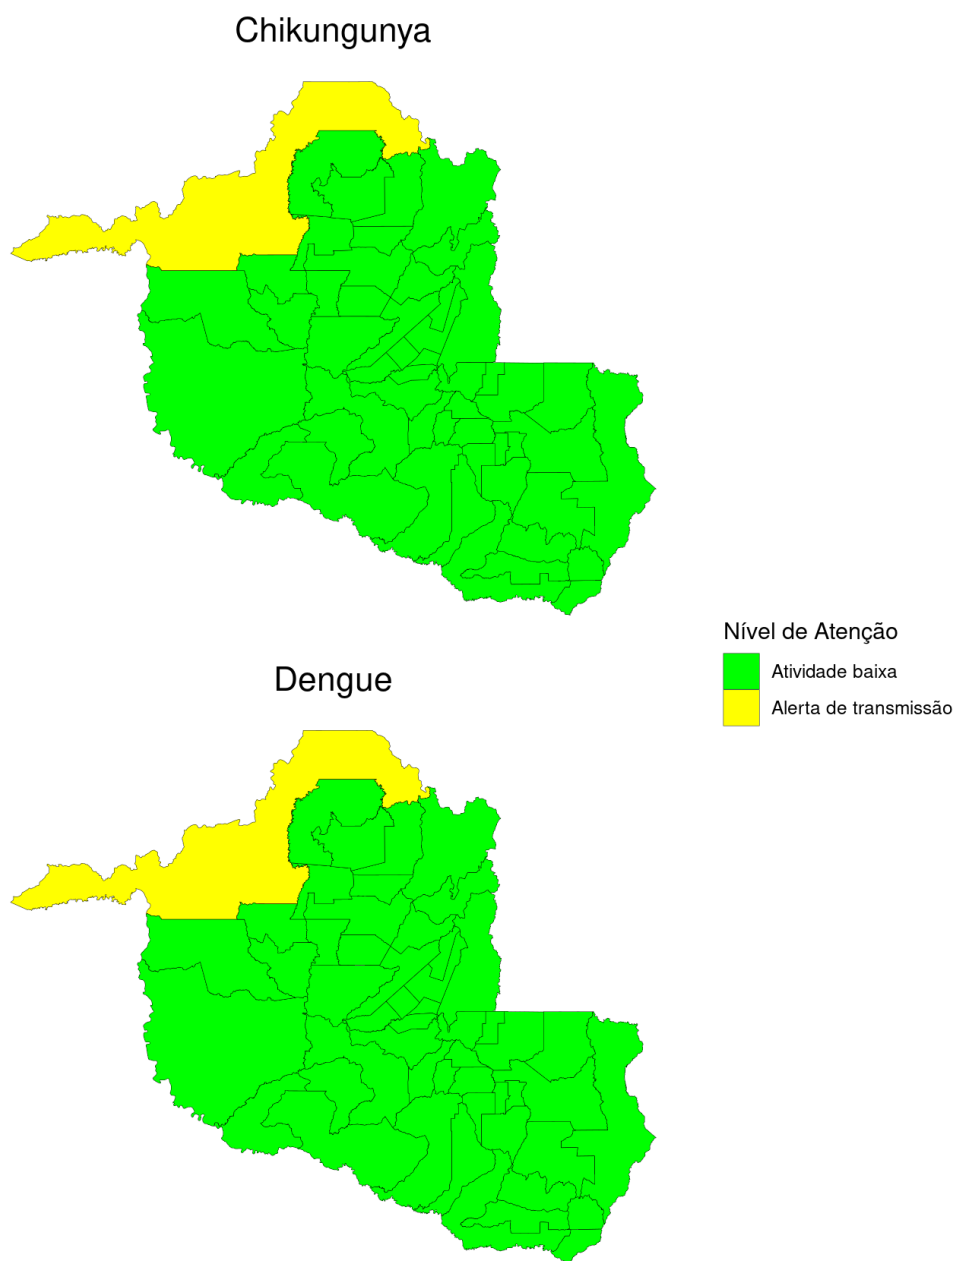 Chikungunya
Nível de Atenção
Atividade baixa
Alerta de transmissão
Dengue